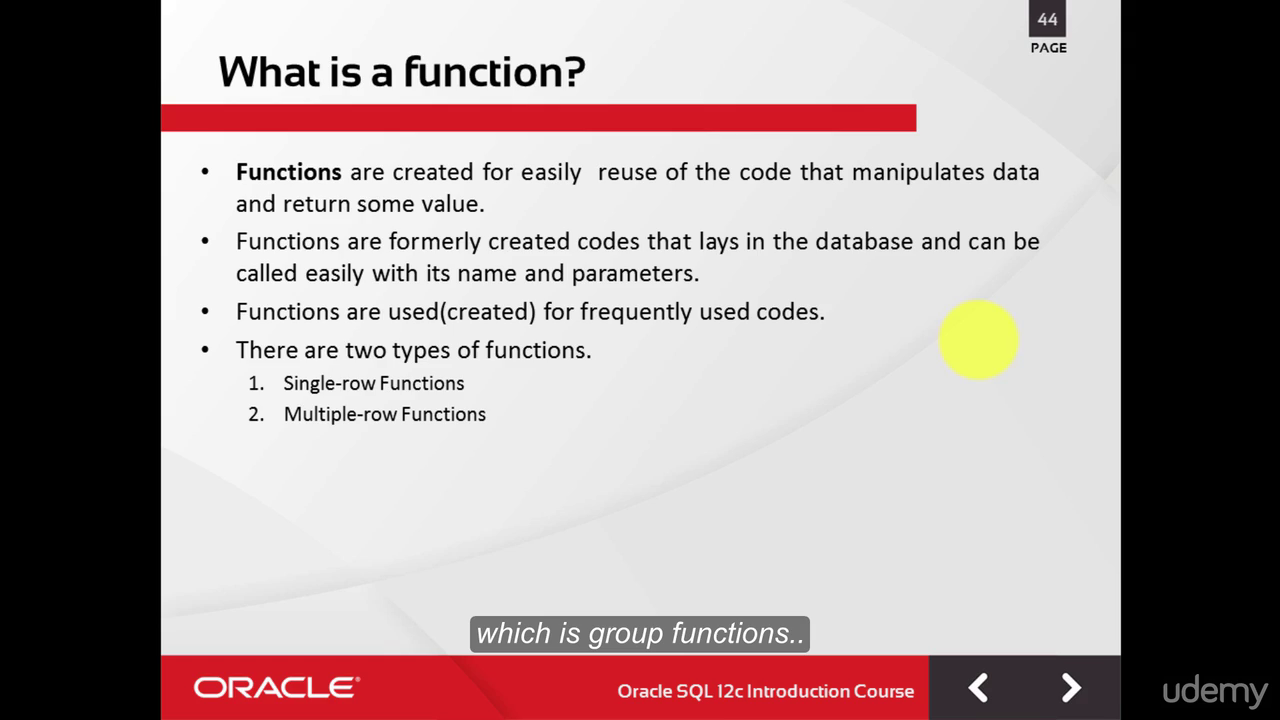 44
PAGE
What is a function?
• Functions are created for easily reuse of the code that manipulates data
and return some value.
• Functions are formerly created codes that lays in the database and can be
called easily with its name and parameters.
• Functions are used(created) for frequently used codes.
• There are two types of functions.
1. Single-row Functions
2. Multiple-row Functions
which is group functions..
ORACLE®
Oracle SQL 12c Introduction Course
udemy